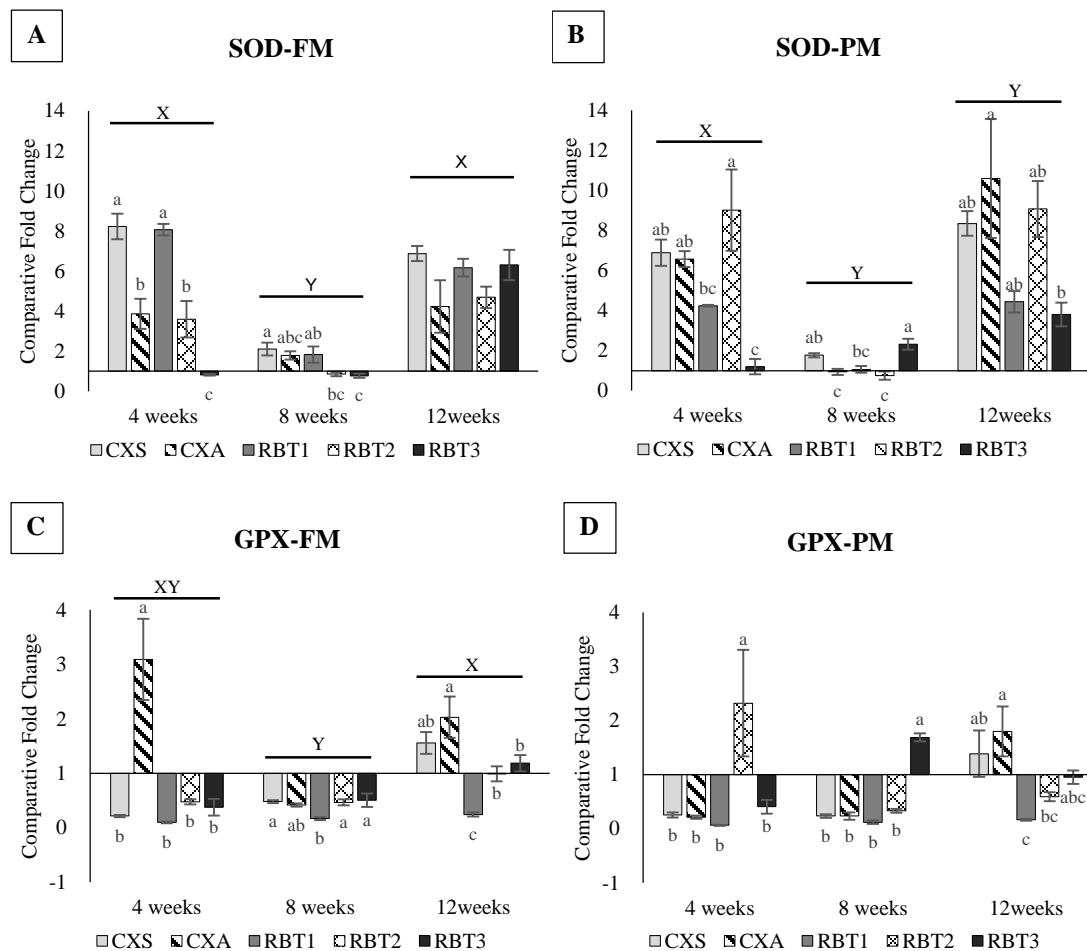 A
SOD-FM
Comparative Fold Change
14
12
10
8
6
4
2
0
X
a
b
a
b
c
Y
a
abc
ab
bc
c
X
4 weeks
8 weeks
12weeks
CXS
CXA
RBT1
RBT2
RBT3
B
SOD-PM
Comparative Fold Change
14
12
10
8
6
4
2
0
X
ab
ab
bc
a
c
Y
ab
c
bc
c
a
Y
ab
a
ab
ab
b
4 weeks
8 weeks
12weeks
CXS
CXA
RBT1
RBT2
RBT3
C
GPX-FM
Comparative Fold Change
4
3
2
1
0
-1
XY
b
a
b
b
b
Y
a
ab
b
a
a
X
ab
a
c
b
b
4 weeks
8 weeks
12weeks
CXS
CXA
RBT1
RBT2
RBT3
D
GPX-PM
Comparative Fold Change
4
3
2
1
0
-1
b
b
b
a
b
b
b
b
b
a
ab
a
c
bc
abc
4 weeks
8 weeks
12weeks
CXS
CXA
RBT1
RBT2
RBT3